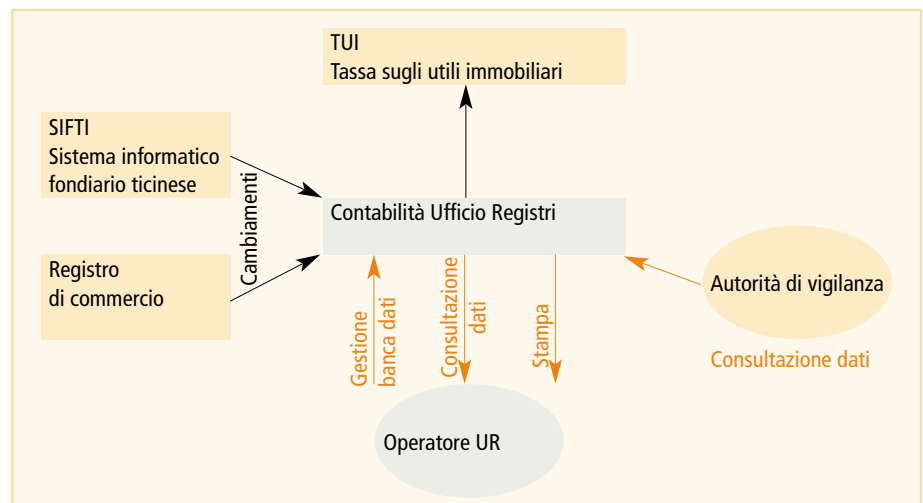 TUI
Tassa sugli utili immobiliari
SIFTI
Sistema informatico
fondiario ticinese
Cambiamenti
Contabilità Ufficio Registri
Registro
di commercio
Gestione
banca dati
Consultazione
dati
Stampa
Autorità di vigilanza
Consultazione dati
Operatore UR